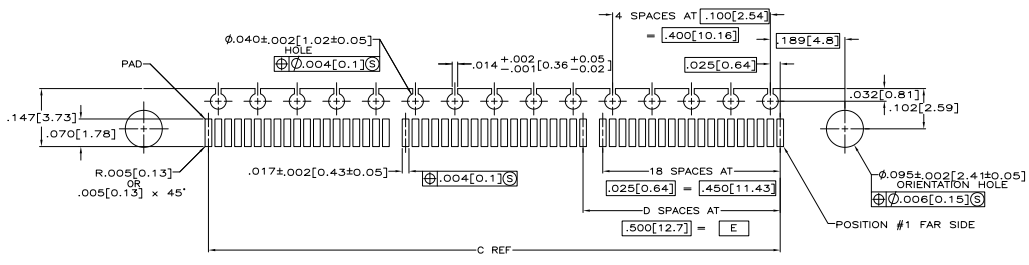 4 SPACES AT .100[2.54]
= .400[10.16]
.189[4.8]
Ø.040±.002[1.02±0.05]
HOLE
⌖ Ø.004[0.1]Ⓢ
.014 +.002 -.001 [0.36 +0.05 -0.02]
.025[0.64]
PAD
.032[0.81]
.102[2.59]
.147[3.73]
.070[1.78]
R.005[0.13]
OR
.005[0.13] × 45°
.017±.002[0.43±0.05]
⌖.004[0.1]Ⓢ
18 SPACES AT
.025[0.64] = .450[11.43]
Ø.095±.002[2.41±0.05]
ORIENTATION HOLE
⌖ Ø.006[0.15]Ⓢ
D SPACES AT
.500[12.7] = E
POSITION #1 FAR SIDE
C REF